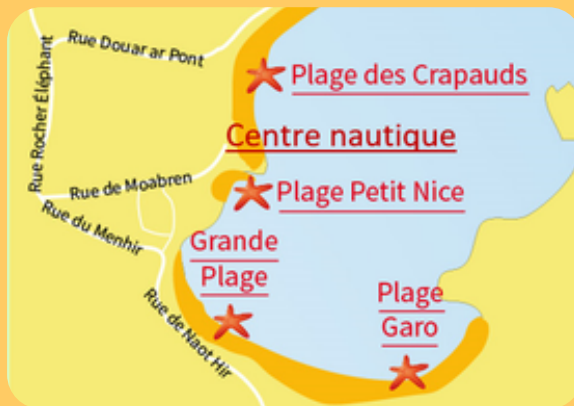 Rue Douar ar Pont
Plage des Crapauds
Rue Rocher Éléphant
Centre nautique
Rue de Moabren
Plage Petit Nice
Rue du Menhir
Grande
Plage
Plage
Garo
Rue de Naot Hir